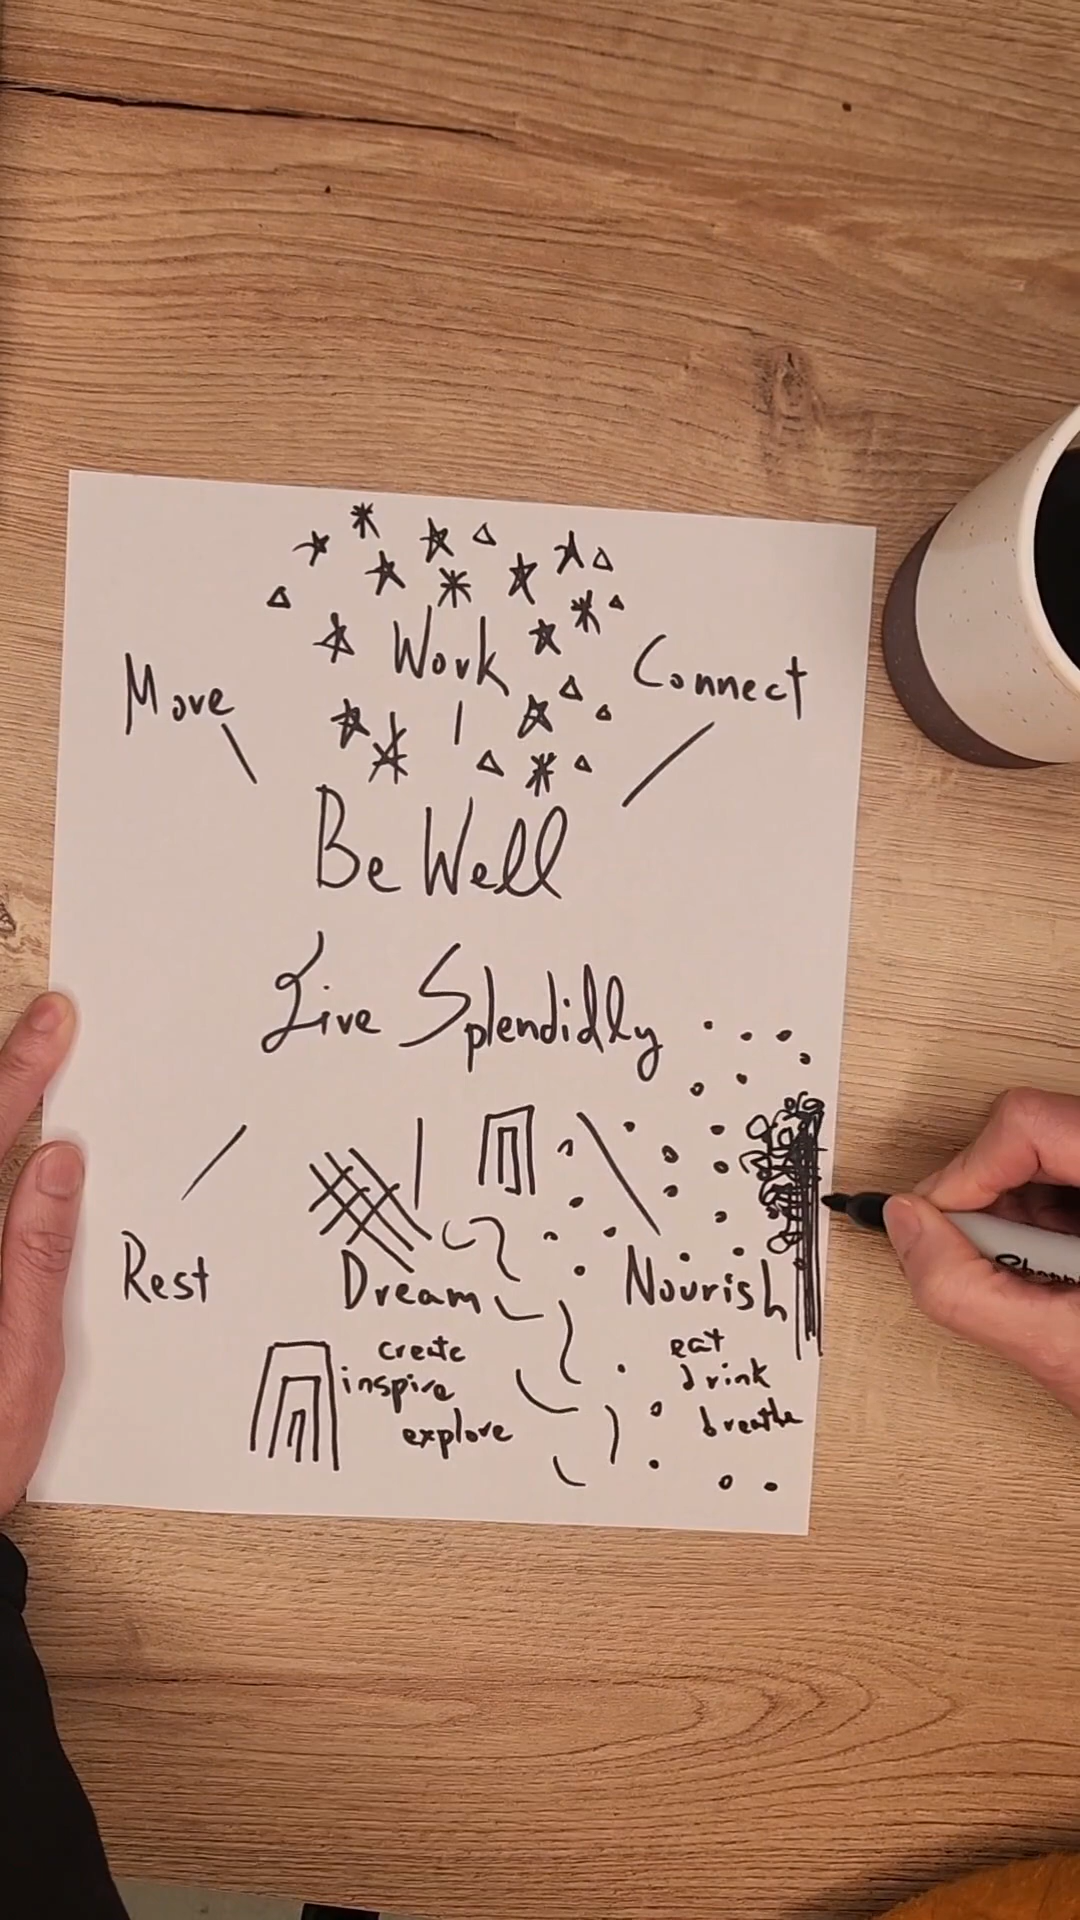 Work
Move
Connect
Be Well
Live Splendidly
Rest
Dream
Nourish
create
inspire
explore
eat
drink
breathe